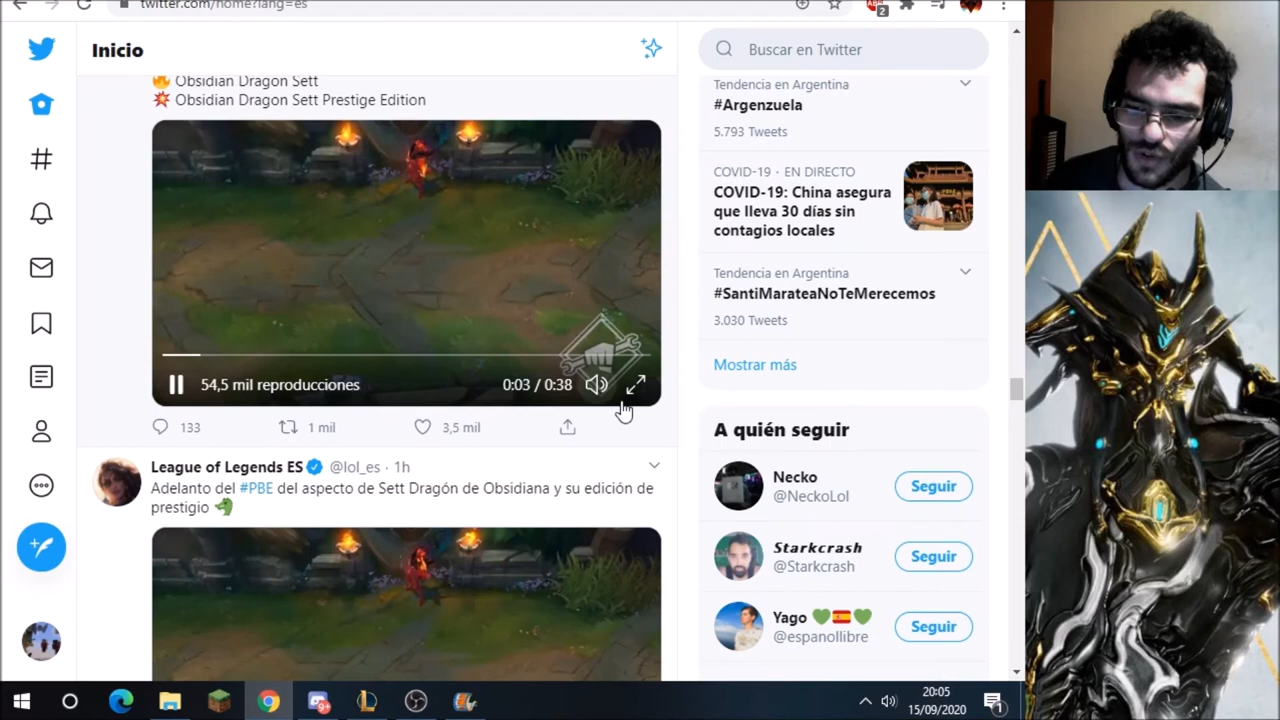 twitter.com/home?lang=es
2
Inicio
Buscar en Twitter
🔥 Obsidian Dragon Sett
💥 Obsidian Dragon Sett Prestige Edition
54,5 mil reproducciones
0:03 / 0:38
133
1 mil
3,5 mil
League of Legends ES @lol_es · 1h
Adelanto del #PBE del aspecto de Sett Dragón de Obsidiana y su edición de
prestigio 🐉
Tendencia en Argentina
#Argenzuela
5.793 Tweets
COVID-19 · EN DIRECTO
COVID-19: China asegura
que lleva 30 días sin
contagios locales
Tendencia en Argentina
#SantiMarateaNoTeMerecemos
3.030 Tweets
Mostrar más
A quién seguir
Necko
@NeckoLol
Seguir
Starkcrash
@Starkcrash
Seguir
Yago 💚🇪🇸💚
@espanollibre
Seguir
20:05
15/09/2020
1